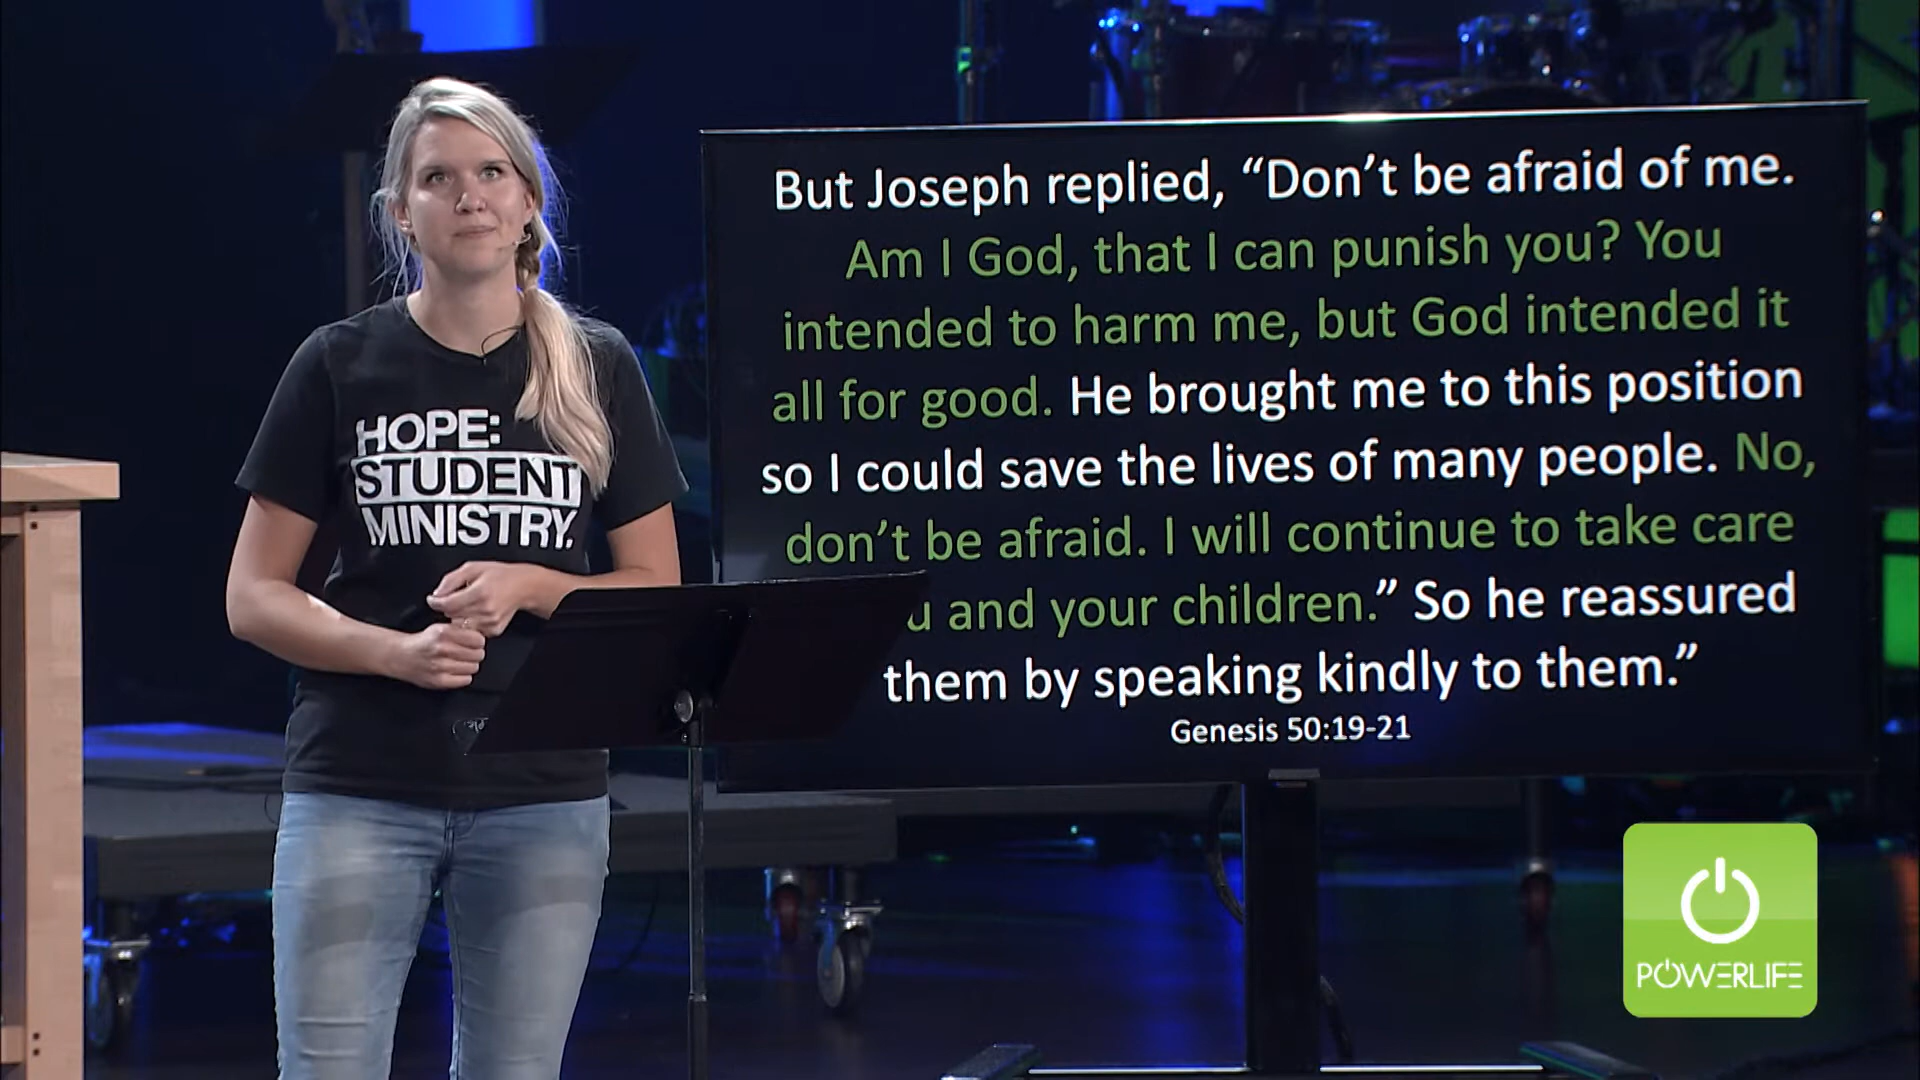 HOPE:
STUDENT
MINISTRY.
But Joseph replied, “Don’t be afraid of me.
Am I God, that I can punish you? You
intended to harm me, but God intended it
all for good. He brought me to this position
so I could save the lives of many people. No,
don’t be afraid. I will continue to take care
u and your children.” So he reassured
them by speaking kindly to them.”
Genesis 50:19-21
POWERLIFE